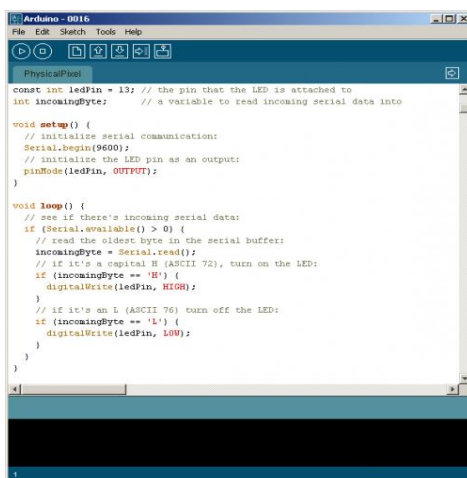 Arduino - 0016
File Edit Sketch Tools Help
PhysicalPixel
const int ledPin = 13; // the pin that the LED is attached to
int incomingByte;      // a variable to read incoming serial data into

void setup() {
  // initialize serial communication:
  Serial.begin(9600);
  // initialize the LED pin as an output:
  pinMode(ledPin, OUTPUT);
}

void loop() {
  // see if there's incoming serial data:
  if (Serial.available() > 0) {
    // read the oldest byte in the serial buffer:
    incomingByte = Serial.read();
    // if it's a capital H (ASCII 72), turn on the LED:
    if (incomingByte == 'H') {
      digitalWrite(ledPin, HIGH);
    }
    // if it's an L (ASCII 76) turn off the LED:
    if (incomingByte == 'L') {
      digitalWrite(ledPin, LOW);
    }
  }
}
1